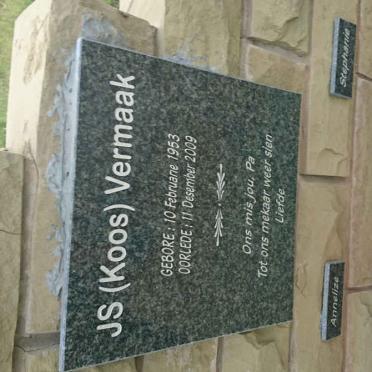 JS (Koos) Vermaak
GEBORE : 10 Februarie 1953
OORLEDE : 11 Desember 2009
Ons mis jou Pa
Tot ons mekaar weer sien
Liefde
Annelize
Stephanie